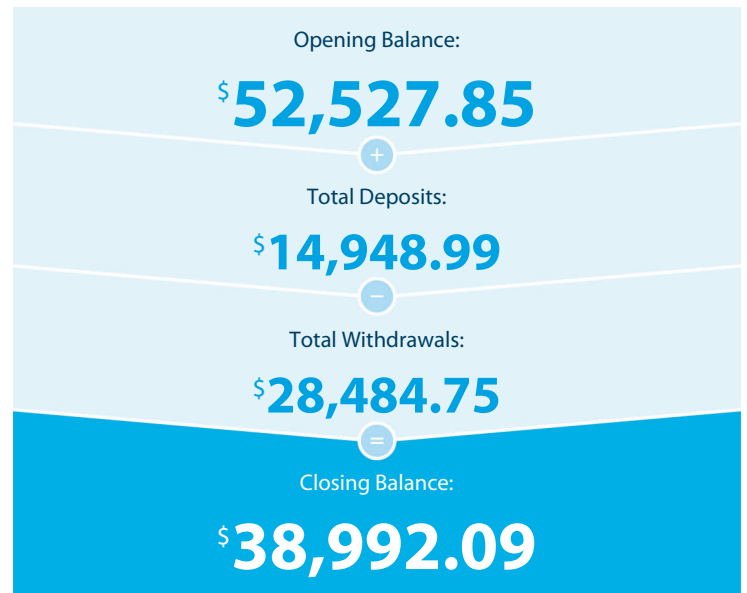 Opening Balance:
$52,527.85
+
Total Deposits:
$14,948.99
−
Total Withdrawals:
$28,484.75
=
Closing Balance:
$38,992.09